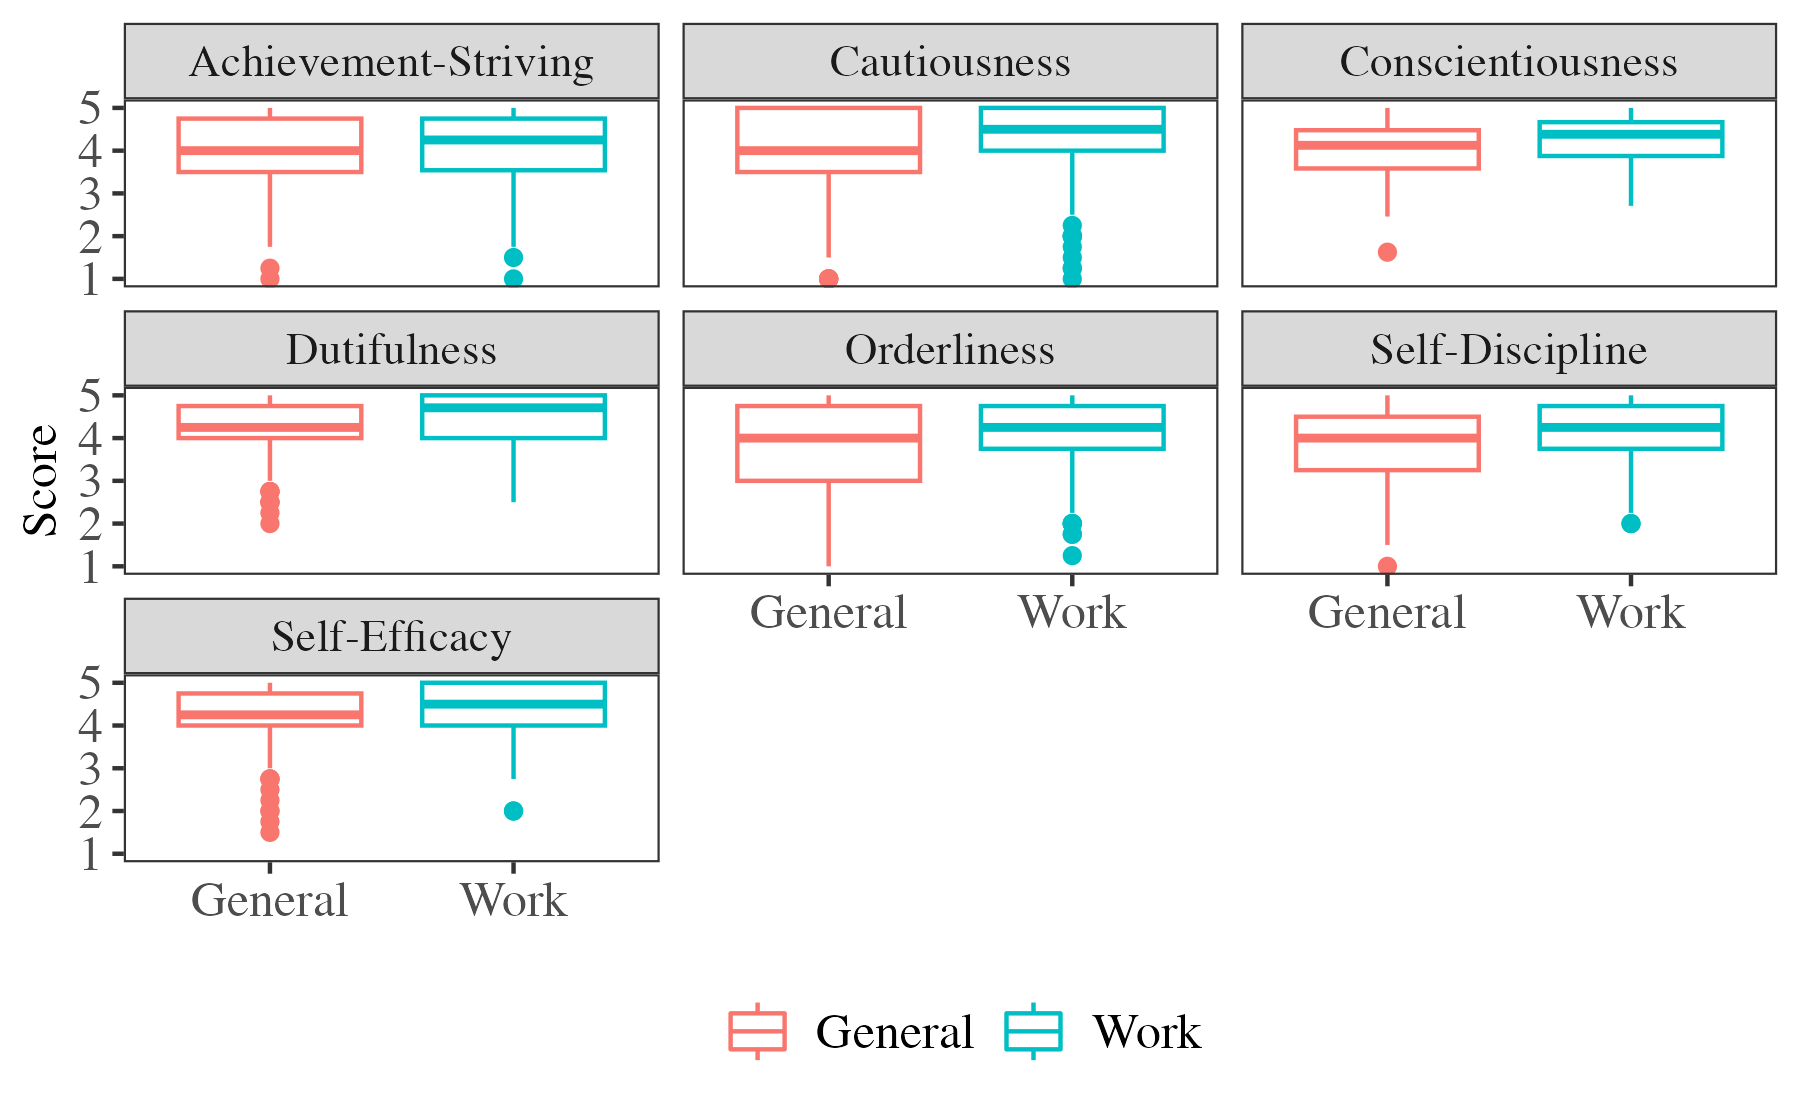 Achievement-Striving
Cautiousness
Conscientiousness
5
4
3
2
1
Dutifulness
Orderliness
Self-Discipline
Score
5
4
3
2
1
General
Work
General
Work
Self-Efficacy
5
4
3
2
1
General
Work
General
Work